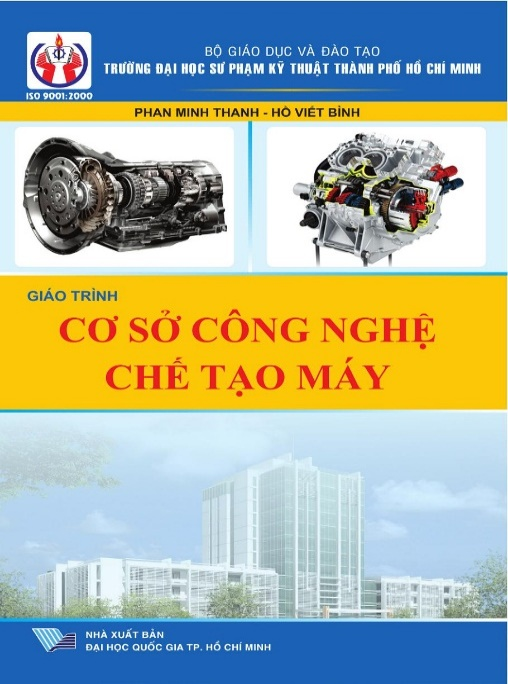 BỘ GIÁO DỤC VÀ ĐÀO TẠO
TRƯỜNG ĐẠI HỌC SƯ PHẠM KỸ THUẬT THÀNH PHỐ HỒ CHÍ MINH
ISO 9001:2000
PHAN MINH THANH - HỒ VIẾT BÌNH
GIÁO TRÌNH
CƠ SỞ CÔNG NGHỆ
CHẾ TẠO MÁY
NHÀ XUẤT BẢN
ĐẠI HỌC QUỐC GIA TP. HỒ CHÍ MINH